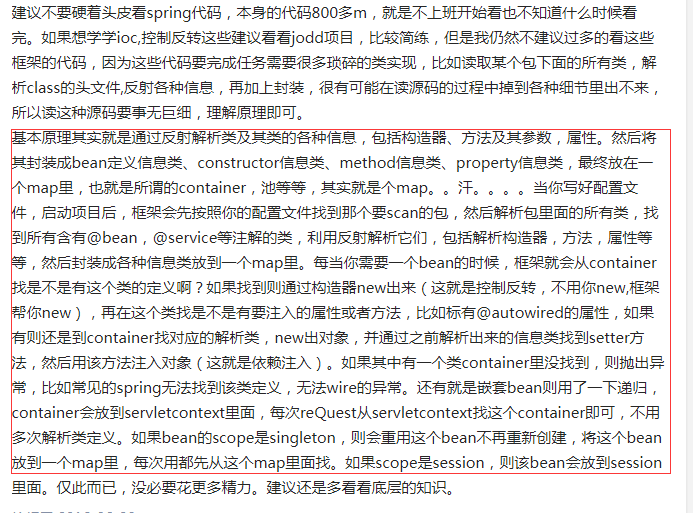 建议不要硬着头皮看spring代码，本身的代码800多m，就是不上班开始看也不知道什么时候看
完。如果想学学ioc,控制反转这些建议看看jodd项目，比较简练，但是我仍然不建议过多的看这些
框架的代码，因为这些代码要完成任务需要很多琐碎的类实现，比如读取某个包下面的所有类，解
析class的头文件,反射各种信息，再加上封装，很有可能在读源码的过程中掉到各种细节里出不来，
所以读这种源码要事无巨细，理解原理即可。
基本原理其实就是通过反射解析类及其类的各种信息，包括构造器、方法及其参数，属性。然后将
其封装成bean定义信息类、constructor信息类、method信息类、property信息类，最终放在一
个map里，也就是所谓的container，池等等，其实就是个map。。汗。。。。当你写好配置文
件，启动项目后，框架会先按照你的配置文件找到那个要scan的包，然后解析包里面的所有类，找
到所有含有@bean，@service等注解的类，利用反射解析它们，包括解析构造器，方法，属性等
等，然后封装成各种信息类放到一个map里。每当你需要一个bean的时候，框架就会从container
找是不是有这个类的定义啊？如果找到则通过构造器new出来（这就是控制反转，不用你new,框架
帮你new），再在这个类找是不是有要注入的属性或者方法，比如标有@autowired的属性，如果
有则还是到container找对应的解析类，new出对象，并通过之前解析出来的信息类找到setter方
法，然后用该方法注入对象（这就是依赖注入）。如果其中有一个类container里没找到，则抛出异
常，比如常见的spring无法找到该类定义，无法wire的异常。还有就是嵌套bean则用了一下递归，
container会放到servletcontext里面，每次reQuest从servletcontext找这个container即可，不用
多次解析类定义。如果bean的scope是singleton，则会重用这个bean不再重新创建，将这个bean
放到一个map里，每次用都先从这个map里面找。如果scope是session，则该bean会放到session
里面。仅此而已，没必要花更多精力。建议还是多看看底层的知识。